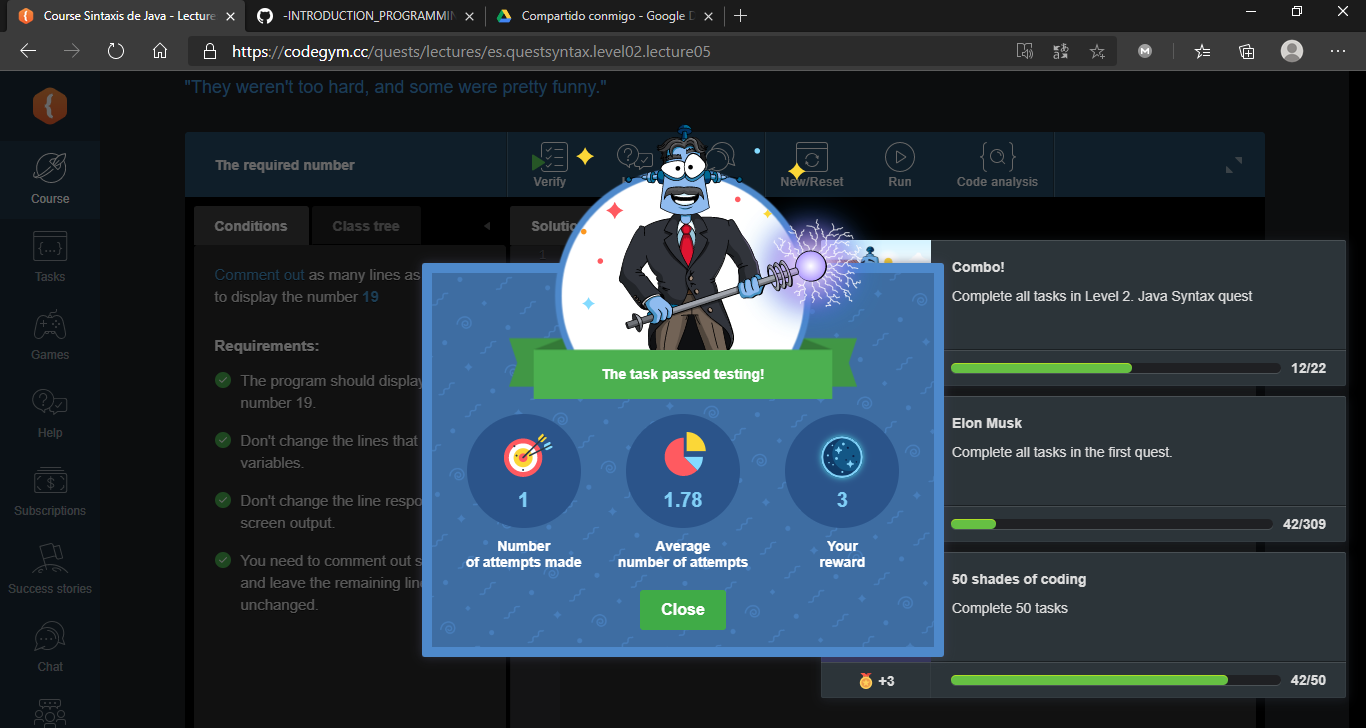 Course Sintaxis de Java - Lecture
-INTRODUCTION_PROGRAMMIN
Compartido conmigo - Google D
https://codegym.cc/quests/lectures/es.questsyntax.level02.lecture05
"They weren't too hard, and some were pretty funny."
The required number
Verify
New/Reset
Run
Code analysis
Course
Tasks
Games
Help
Subscriptions
Success stories
Chat
Conditions
Class tree
Solutio
1
Comment out as many lines as
to display the number 19
Requirements:
The program should display
number 19.
Don't change the lines that
variables.
Don't change the line respo
screen output.
You need to comment out s
and leave the remaining lin
unchanged.
The task passed testing!
1
1.78
3
Number
of attempts made
Average
number of attempts
Your
reward
Close
Combo!
Complete all tasks in Level 2. Java Syntax quest
12/22
Elon Musk
Complete all tasks in the first quest.
42/309
50 shades of coding
Complete 50 tasks
+3
42/50